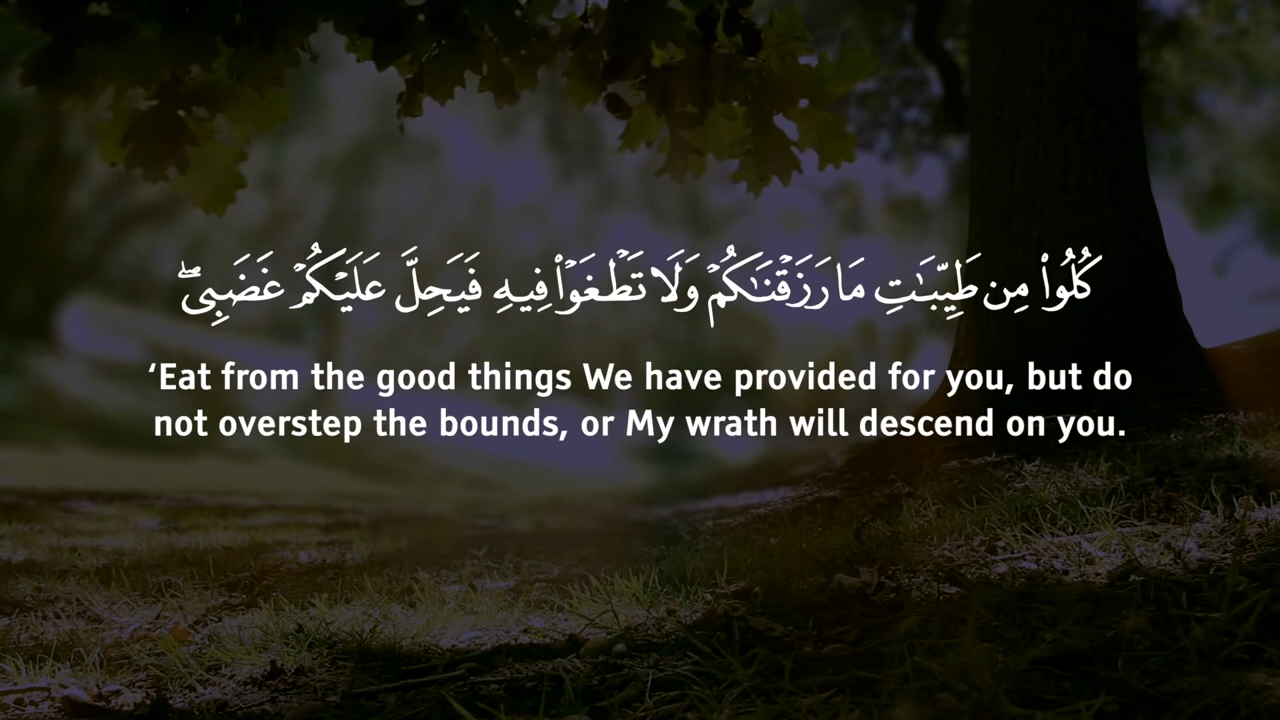 كُلُوا۟ مِن طَيِّبَـٰتِ مَا رَزَقْنَـٰكُمْ وَلَا تَطْغَوْا۟ فِيهِ فَيَحِلَّ عَلَيْكُمْ غَضَبِى ۖ
‘Eat from the good things We have provided for you, but do
not overstep the bounds, or My wrath will descend on you.